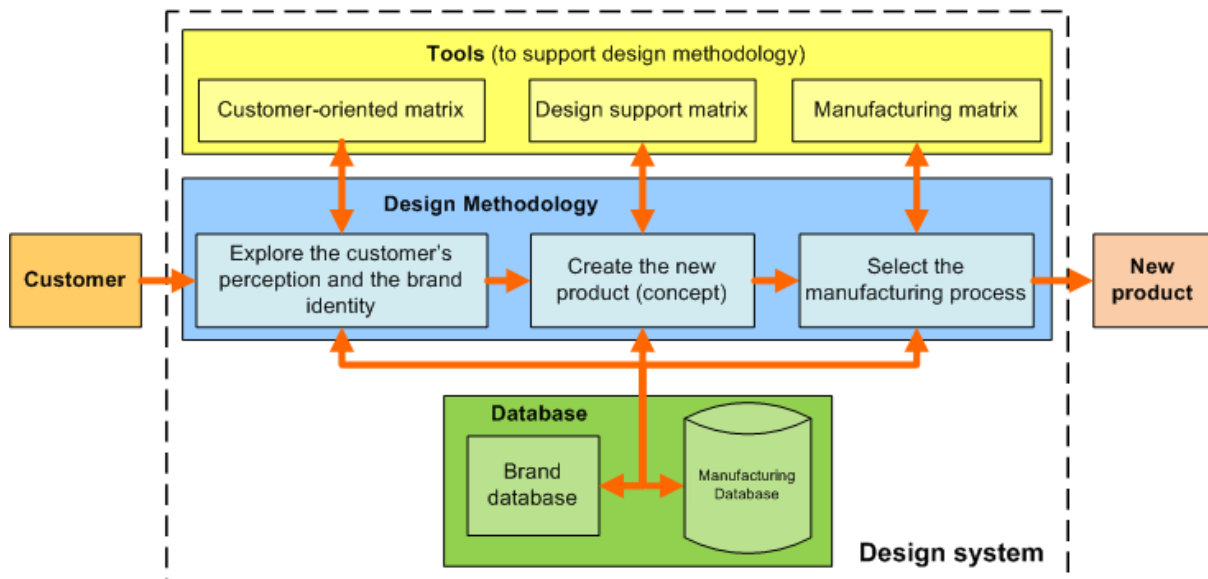 Tools (to support design methodology)
Customer-oriented matrix
Design support matrix
Manufacturing matrix
Design Methodology
Customer
Explore the customer's
perception and the brand
identity
Create the new
product (concept)
Select the
manufacturing process
New
product
Database
Brand
database
Manufacturing
Database
Design system